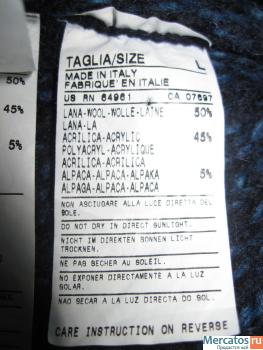 50%
45%
5%
TAGLIA/SIZE L
MADE IN ITALY
FABRIQUE' EN ITALIE
US RN 64961 CA 07697
LANA-WOOL-WOLLE-LAINE 50%
LANA-LA
ACRILICA-ACRYLIC 45%
POLYACRYL-ACRYLIQUE
ACRILICA-ACRILICA
ALPACA-ALPACA-ALPAKA 5%
ALPAGA-ALPACA-ALPACA
NON ASCIUGARE ALLA LUCE DIRETTA DEL
SOLE.
DO NOT DRY IN DIRECT SUNLIGHT.
NICHT IM DIREKTEN SONNEN LICHT
TROCKNEN.
NE PAS SECHER AU SOLEIL.
NO EXPONER DIRECTAMENTE A LA LUZ
SOLAR.
NAO SECAR A LA LUZ DIRECTA DO SOL.
CARE INSTRUCTION ON REVERSE
Mercatos.ru